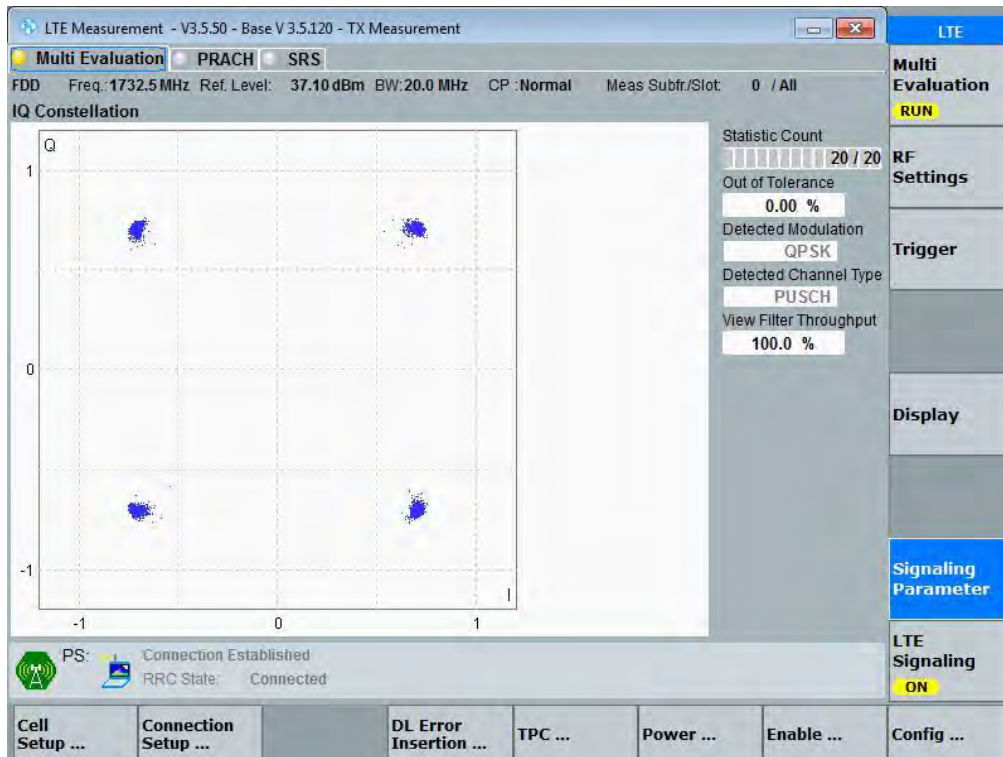 LTE Measurement - V3.5.50 - Base V 3.5.120 - TX Measurement
LTE
Multi Evaluation PRACH SRS
FDD Freq.:1732.5 MHz Ref. Level: 37.10 dBm BW:20.0 MHz CP :Normal Meas Subfr./Slot: 0 / All
IQ Constellation
Q
1
0
-1
-1 0 1
I
Statistic Count
20 / 20
Out of Tolerance
0.00 %
Detected Modulation
QPSK
Detected Channel Type
PUSCH
View Filter Throughput
100.0 %
Multi
Evaluation
RUN
RF
Settings
Trigger
Display
Signaling
Parameter
LTE
Signaling
ON
PS: Connection Established
RRC State: Connected
Cell
Setup ...
Connection
Setup ...
DL Error
Insertion ...
TPC ...
Power ...
Enable ...
Config ...